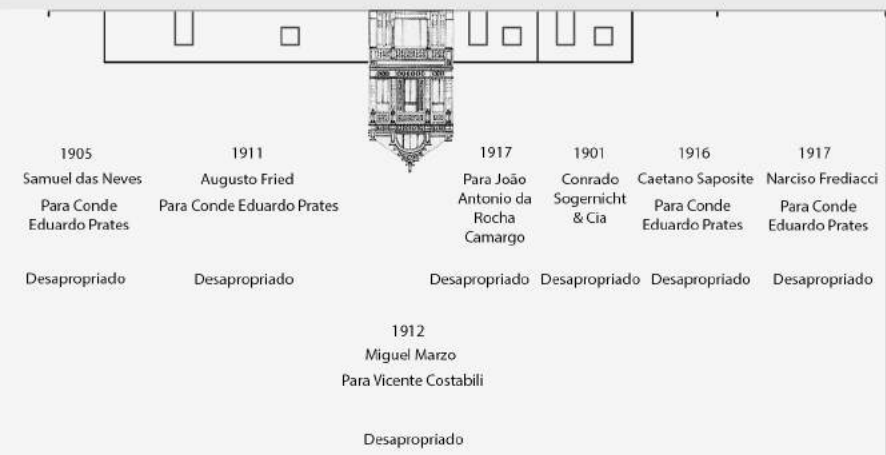 1905
Samuel das Neves
Para Conde
Eduardo Prates
Desapropriado
1911
Augusto Fried
Para Conde Eduardo Prates
Desapropriado
1912
Miguel Marzo
Para Vicente Costabili
Desapropriado
1917
Para João
Antonio da
Rocha
Camargo
Desapropriado
1901
Conrado
Sogernicht
& Cia
Desapropriado
1916
Caetano Saposite
Para Conde
Eduardo Prates
Desapropriado
1917
Narciso Frediacci
Para Conde
Eduardo Prates
Desapropriado